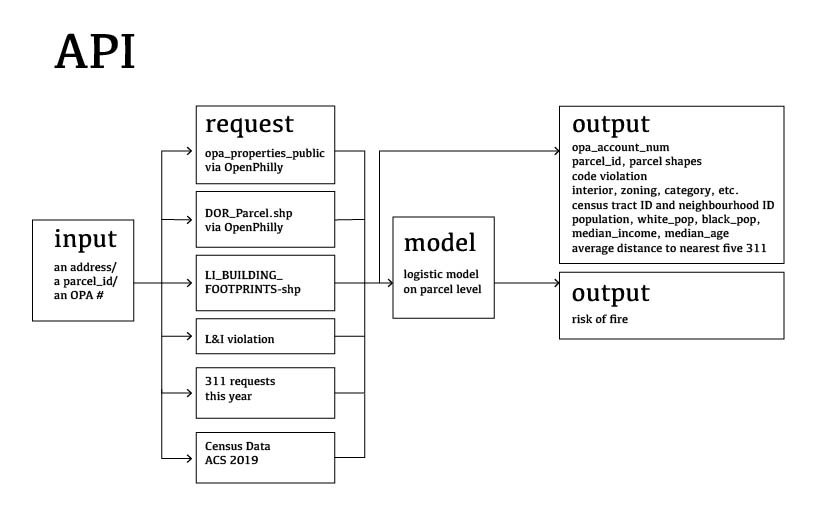 API
input
an address/
a parcel_id/
an OPA #
request
opa_properties_public
via OpenPhilly
DOR_Parcel.shp
via OpenPhilly
LI_BUILDING_
FOOTPRINTS-shp
L&I violation
311 requests
this year
Census Data
ACS 2019
model
logistic model
on parcel level
output
opa_account_num
parcel_id, parcel shapes
code violation
interior, zoning, category, etc.
census tract ID and neighbourhood ID
population, white_pop, black_pop,
median_income, median_age
average distance to nearest five 311
output
risk of fire